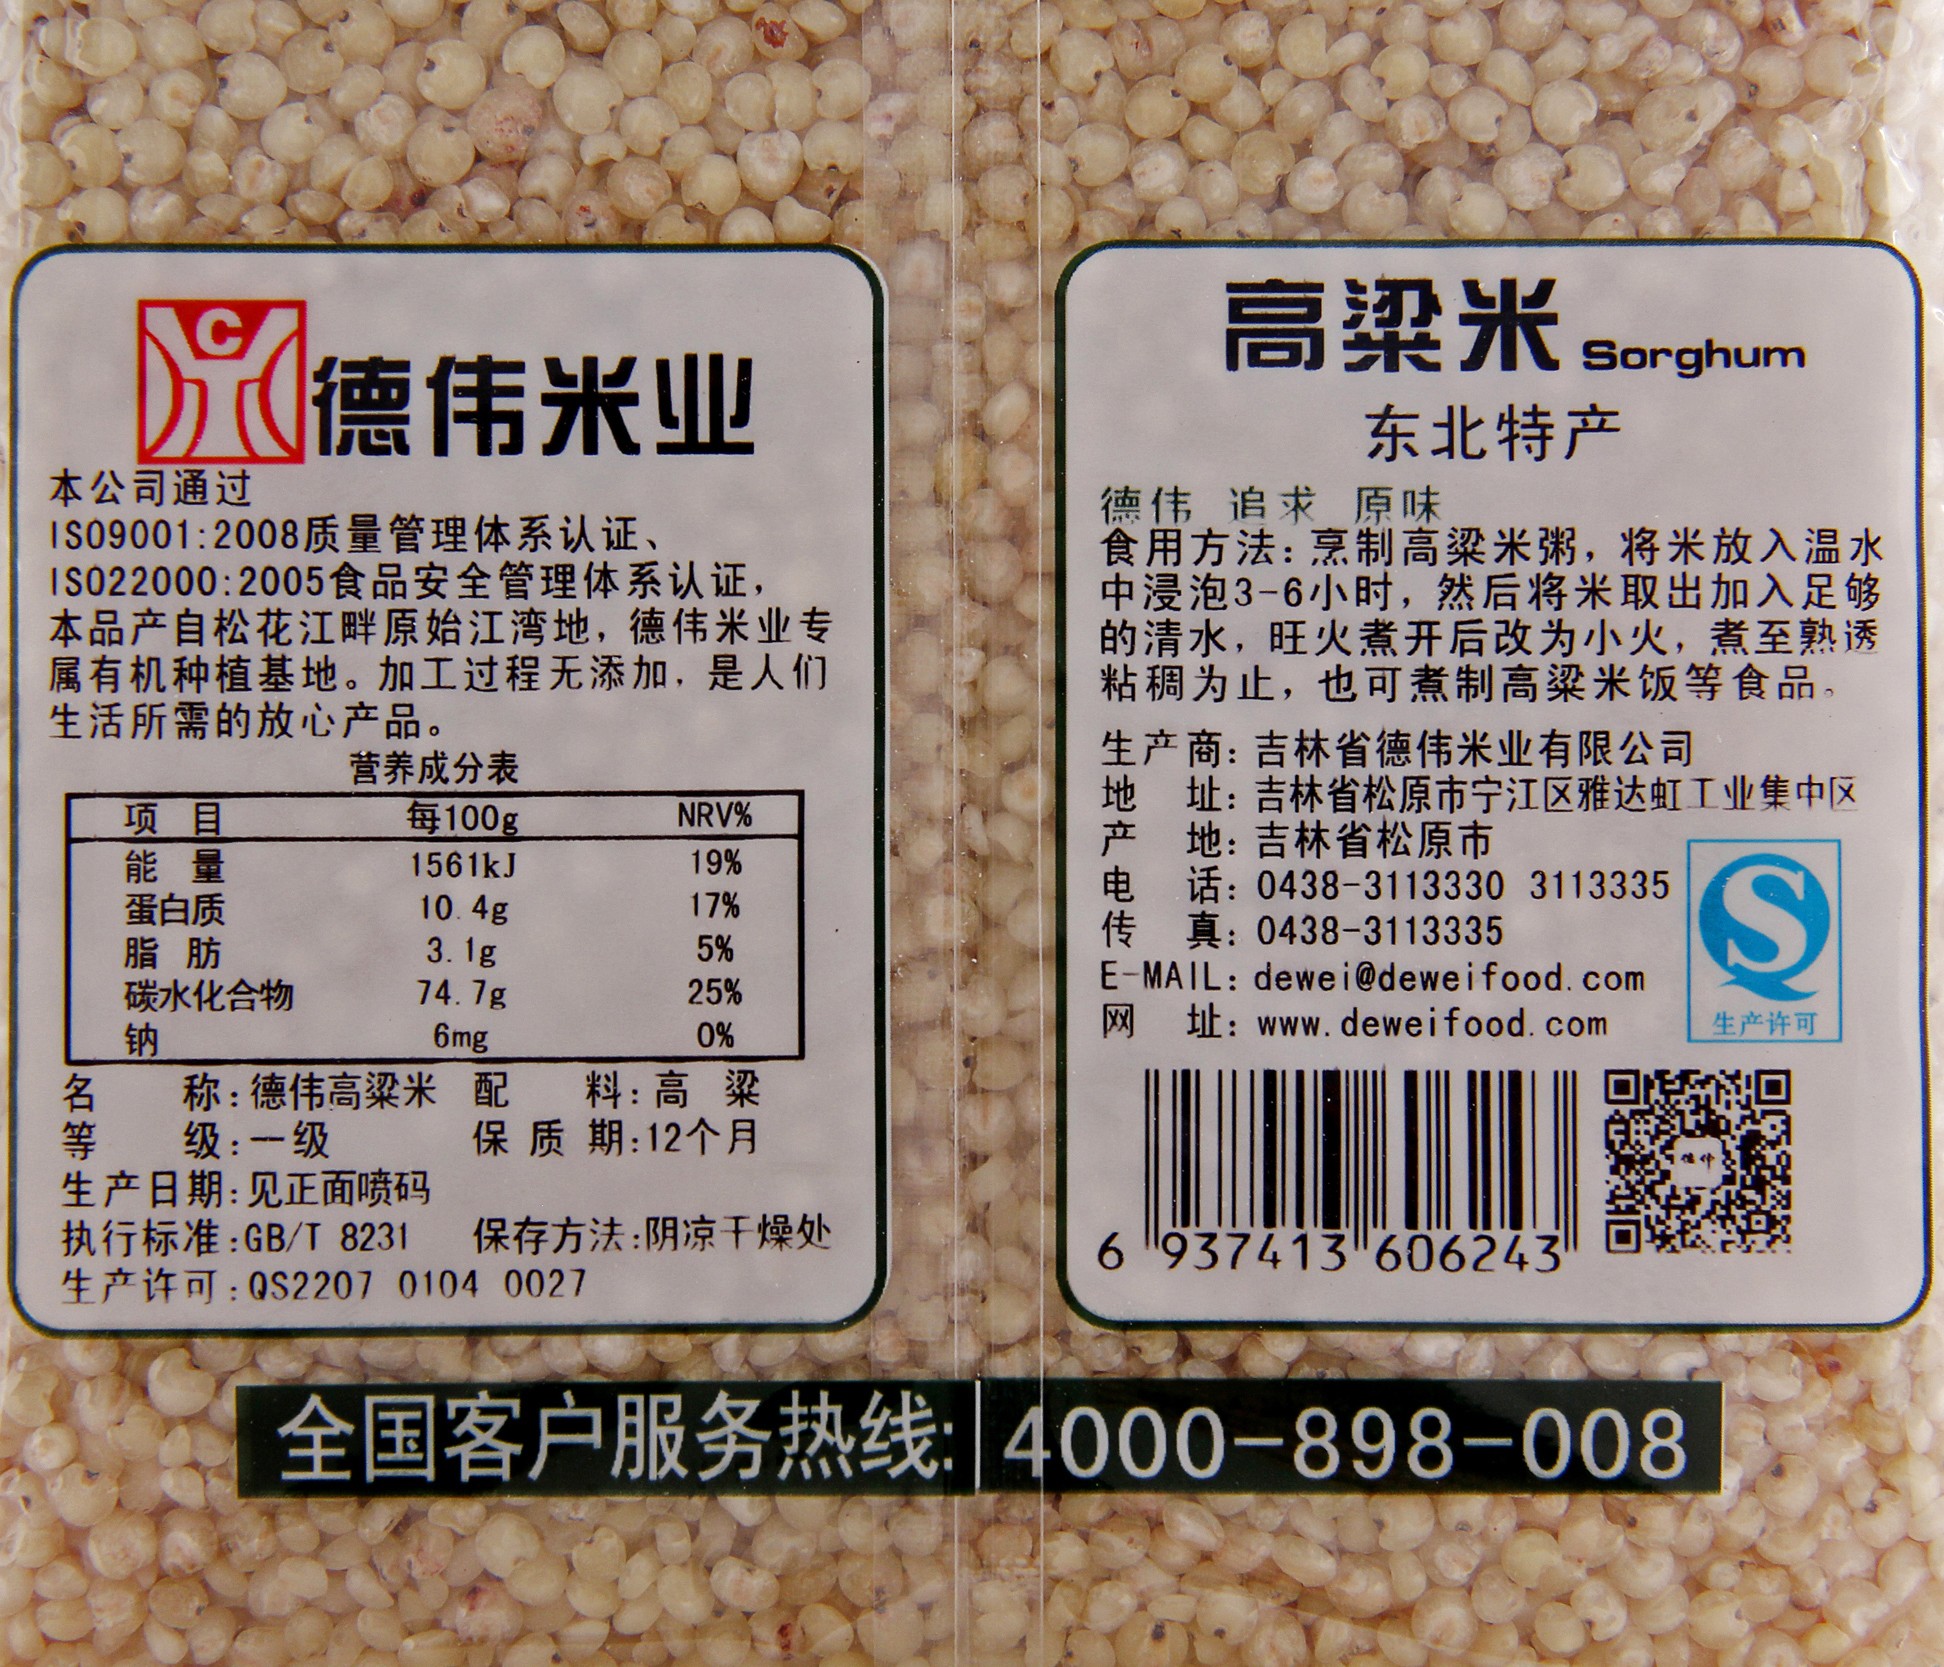 C
德伟米业
本公司通过
ISO9001:2008质量管理体系认证、
ISO22000:2005食品安全管理体系认证，
本品产自松花江畔原始江湾地，德伟米业专
属有机种植基地。加工过程无添加，是人们
生活所需的放心产品。
营养成分表
项 目 每100g NRV%
能 量 1561kJ 19%
蛋白质 10.4g 17%
脂 肪 3.1g 5%
碳水化合物 74.7g 25%
钠 6mg 0%
名 称:德伟高粱米 配 料:高 粱
等 级:一级 保 质 期:12个月
生产日期:见正面喷码
执行标准:GB/T 8231 保存方法:阴凉干燥处
生产许可:QS2207 0104 0027
高粱米 Sorghum
东北特产
德伟 追求 原味
食用方法：烹制高粱米粥，将米放入温水
中浸泡3-6小时，然后将米取出加入足够
的清水，旺火煮开后改为小火，煮至熟透
粘稠为止，也可煮制高粱米饭等食品。
生产商：吉林省德伟米业有限公司
地 址：吉林省松原市宁江区雅达虹工业集中区
产 地：吉林省松原市
电 话：0438-3113330 3113335
传 真：0438-3113335
E-MAIL：dewei@deweifood.com
网 址：www.deweifood.com
生产许可
6 937413 606243
全国客户服务热线: 4000-898-008